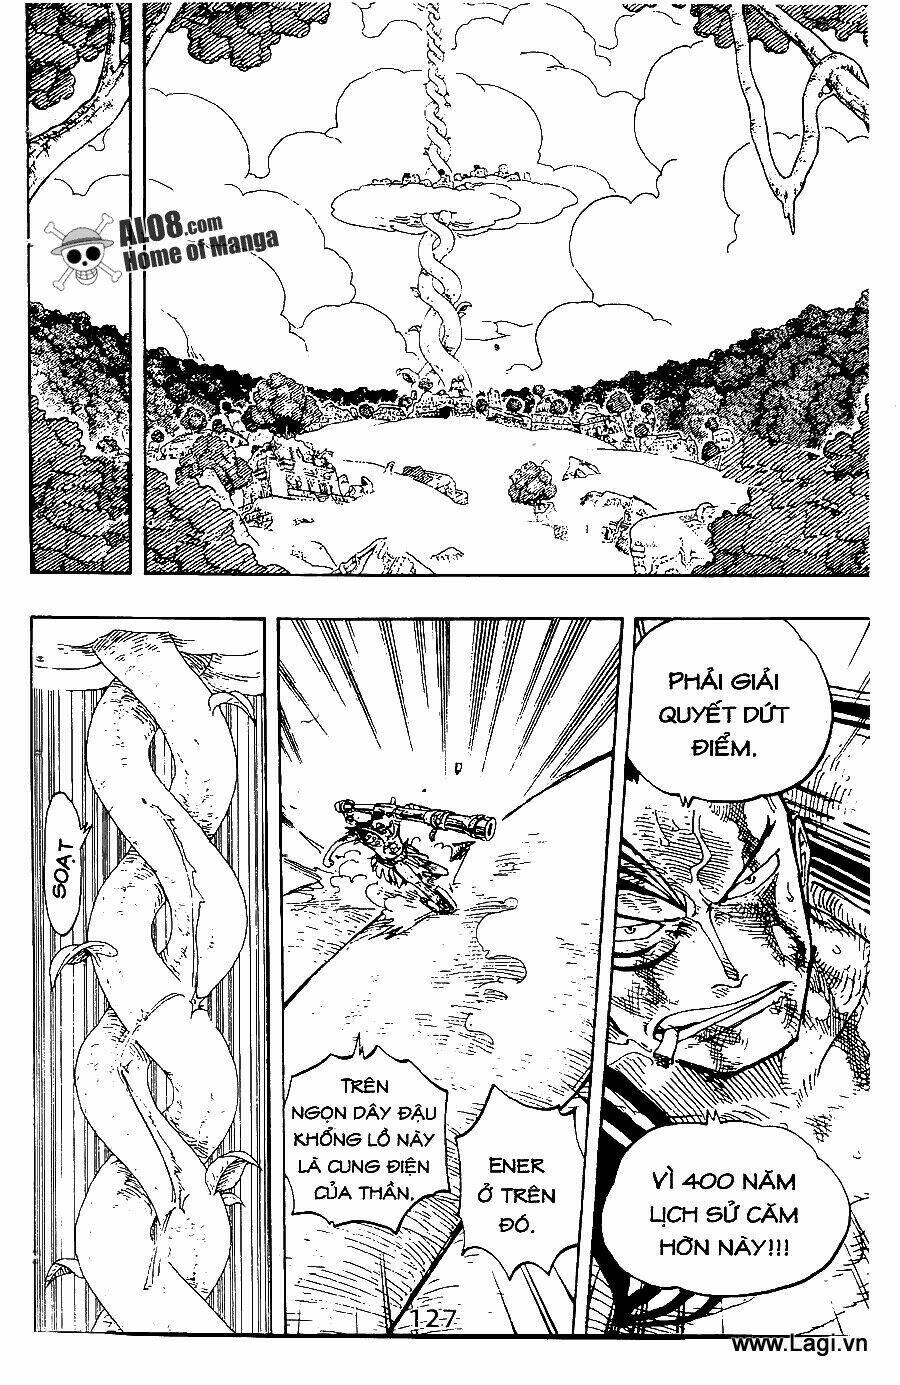 ALO8.com
Home of Manga
PHẢI GIẢI
QUYẾT DỨT
ĐIỂM.
SOẠT
TRÊN
NGỌN DÂY ĐẬU
KHỔNG LỒ NÀY
LÀ CUNG ĐIỆN
CỦA THẦN.
ENER
Ở TRÊN
ĐÓ.
VÌ 400 NĂM
LỊCH SỬ CĂM
HỜN NÀY!!!
127
www.Lagi.vn